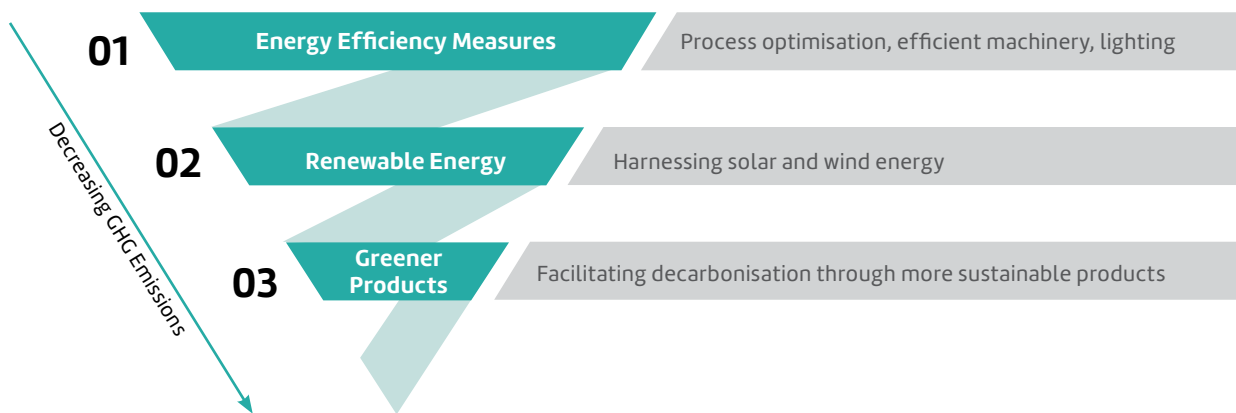 01
Energy Efficiency Measures
Process optimisation, efficient machinery, lighting
02
Renewable Energy
Harnessing solar and wind energy
03
Greener
Products
Facilitating decarbonisation through more sustainable products
Decreasing GHG Emissions